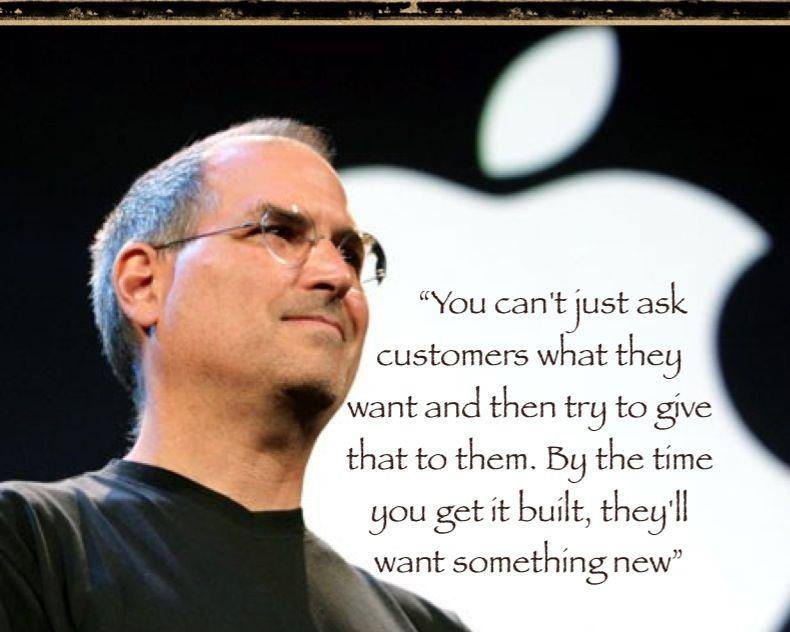 “You can't just ask
customers what they
want and then try to give
that to them. By the time
you get it built, they'll
want something new”